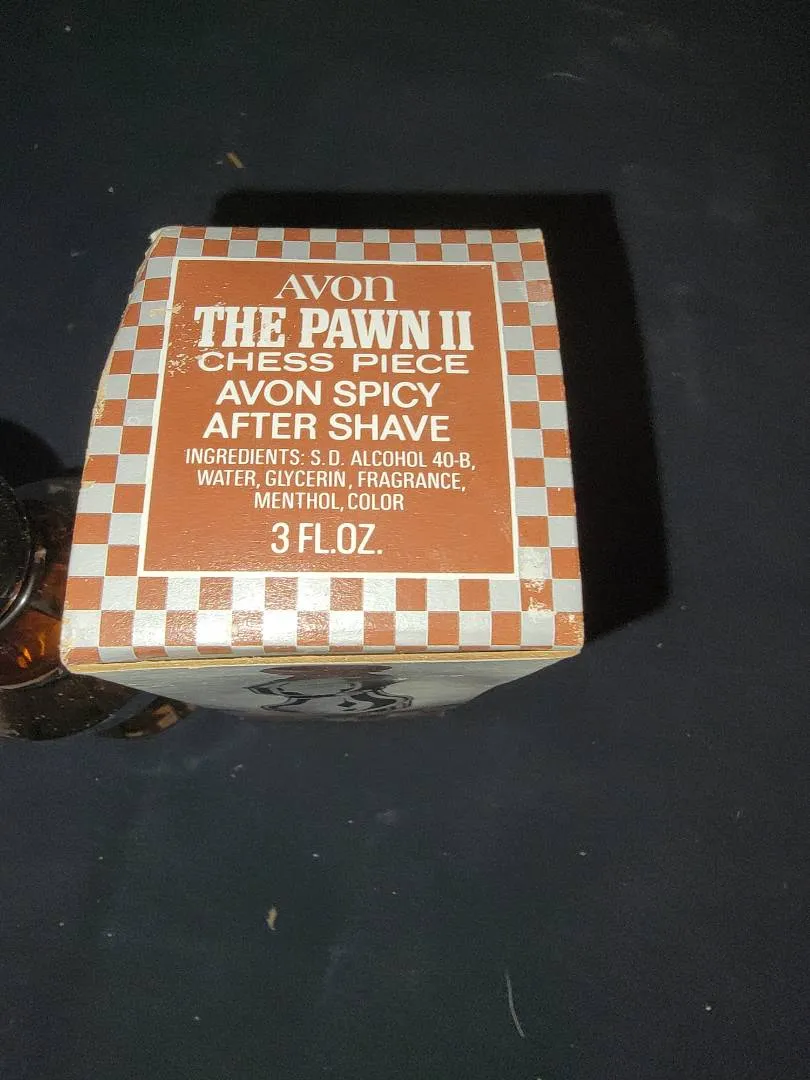 AVON
THE PAWN II
CHESS PIECE
AVON SPICY
AFTER SHAVE
INGREDIENTS: S.D. ALCOHOL 40-B,
WATER, GLYCERIN, FRAGRANCE,
MENTHOL, COLOR
3 FL.OZ.